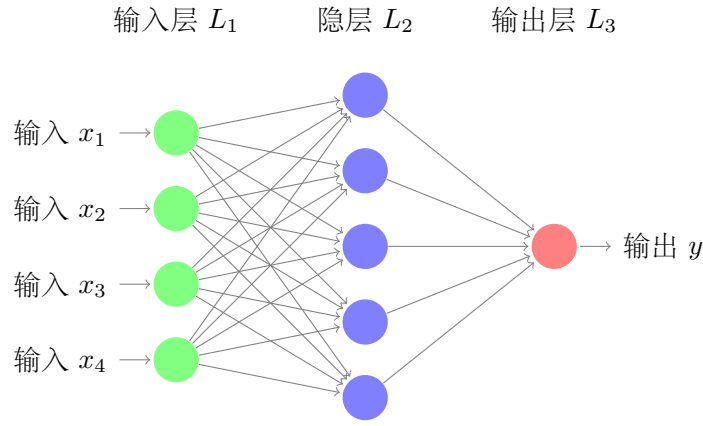 输入层 L₁ 隐层 L₂ 输出层 L₃
输入 x₁
输入 x₂
输出 y
输入 x₃
输入 x₄